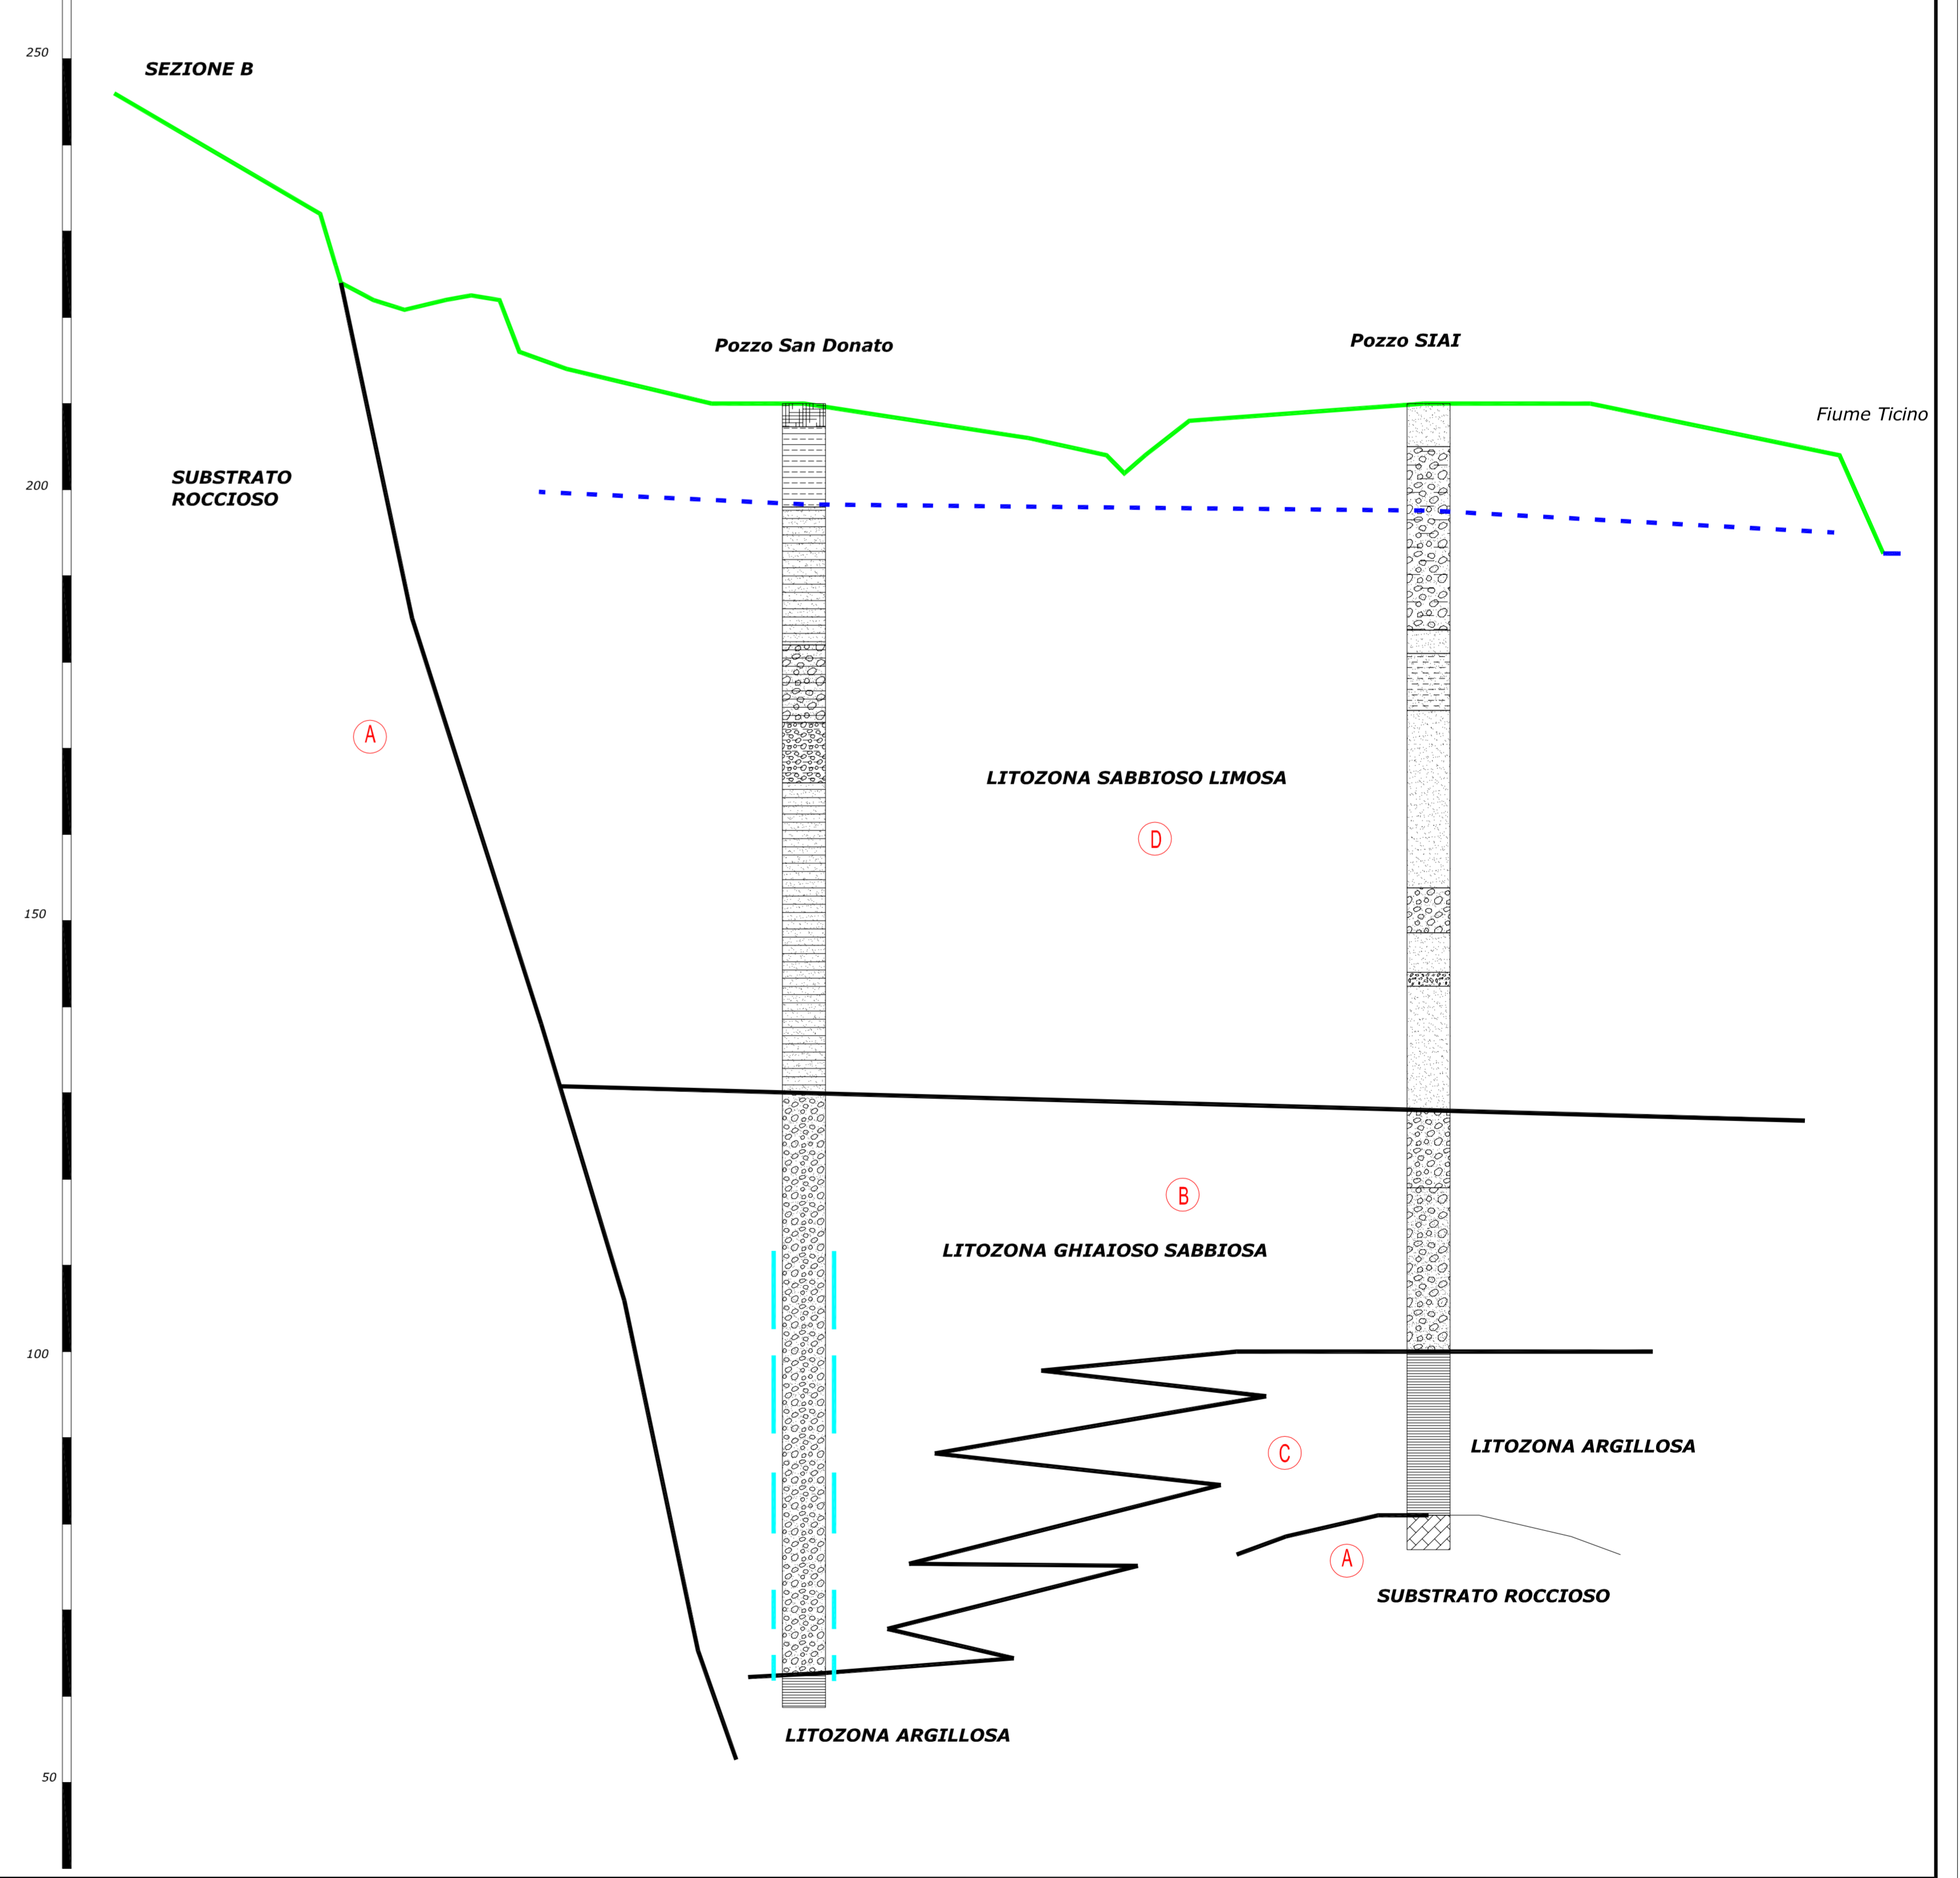 250
SEZIONE B
Pozzo San Donato
Pozzo SIAI
Fiume Ticino
SUBSTRATO
ROCCIOSO
200
A
LITOZONA SABBIOSO LIMOSA
D
150
B
LITOZONA GHIAIOSO SABBIOSA
100
LITOZONA ARGILLOSA
C
A
SUBSTRATO ROCCIOSO
LITOZONA ARGILLOSA
50